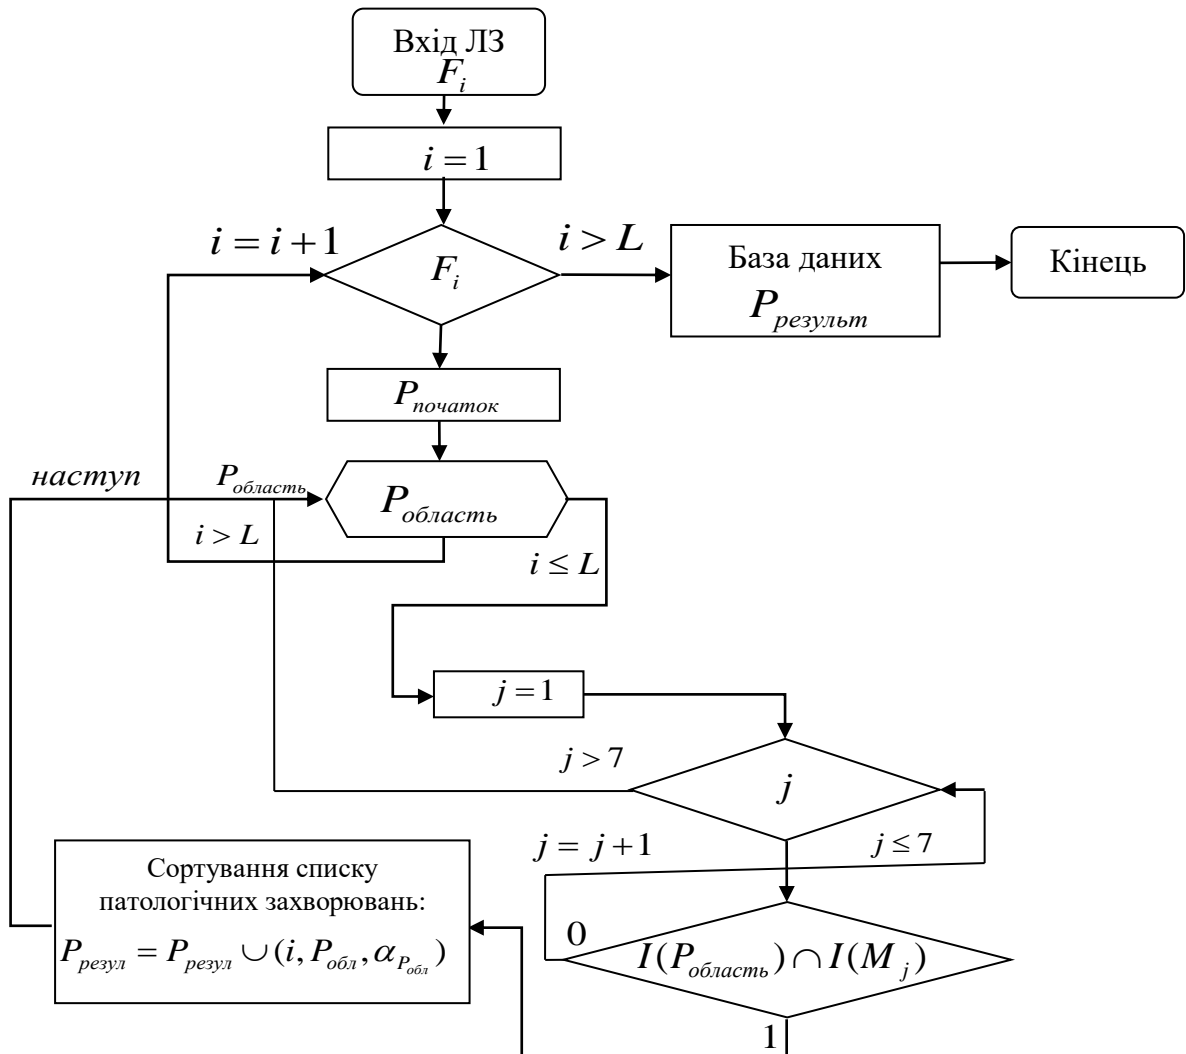 Вхід ЛЗ
F_i
i = 1
i = i + 1
i > L
F_i
База даних
P_результ
Кінець
P_початок
наступ
P_область
P_область
i > L
i ≤ L
j = 1
j > 7
j
j = j + 1
j ≤ 7
Сортування списку
патологічних захворювань:
P_резул = P_резул ∪ (i, P_обл, α_P_обл)
0
I(P_область) ∩ I(M_j)
1